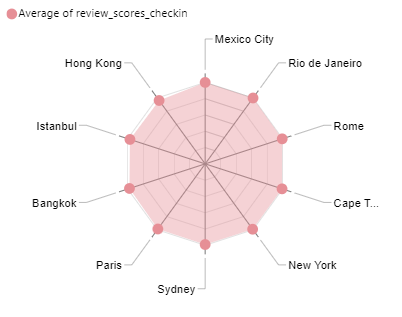 Average of review_scores_checkin
Mexico City
Hong Kong
Rio de Janeiro
Istanbul
Rome
Bangkok
Cape T...
Paris
New York
Sydney